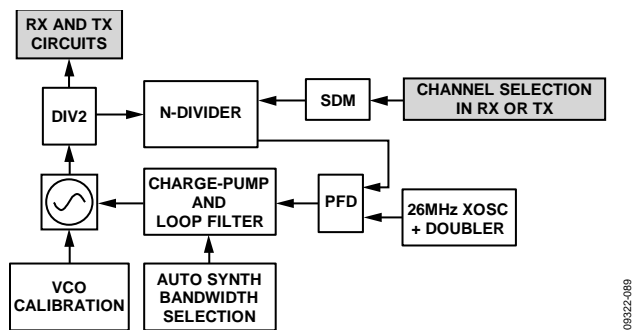 RX AND TX
CIRCUITS
DIV2
N-DIVIDER
SDM
CHANNEL SELECTION
IN RX OR TX
CHARGE-PUMP
AND
LOOP FILTER
PFD
26MHz XOSC
+ DOUBLER
VCO
CALIBRATION
AUTO SYNTH
BANDWIDTH
SELECTION
09322-089